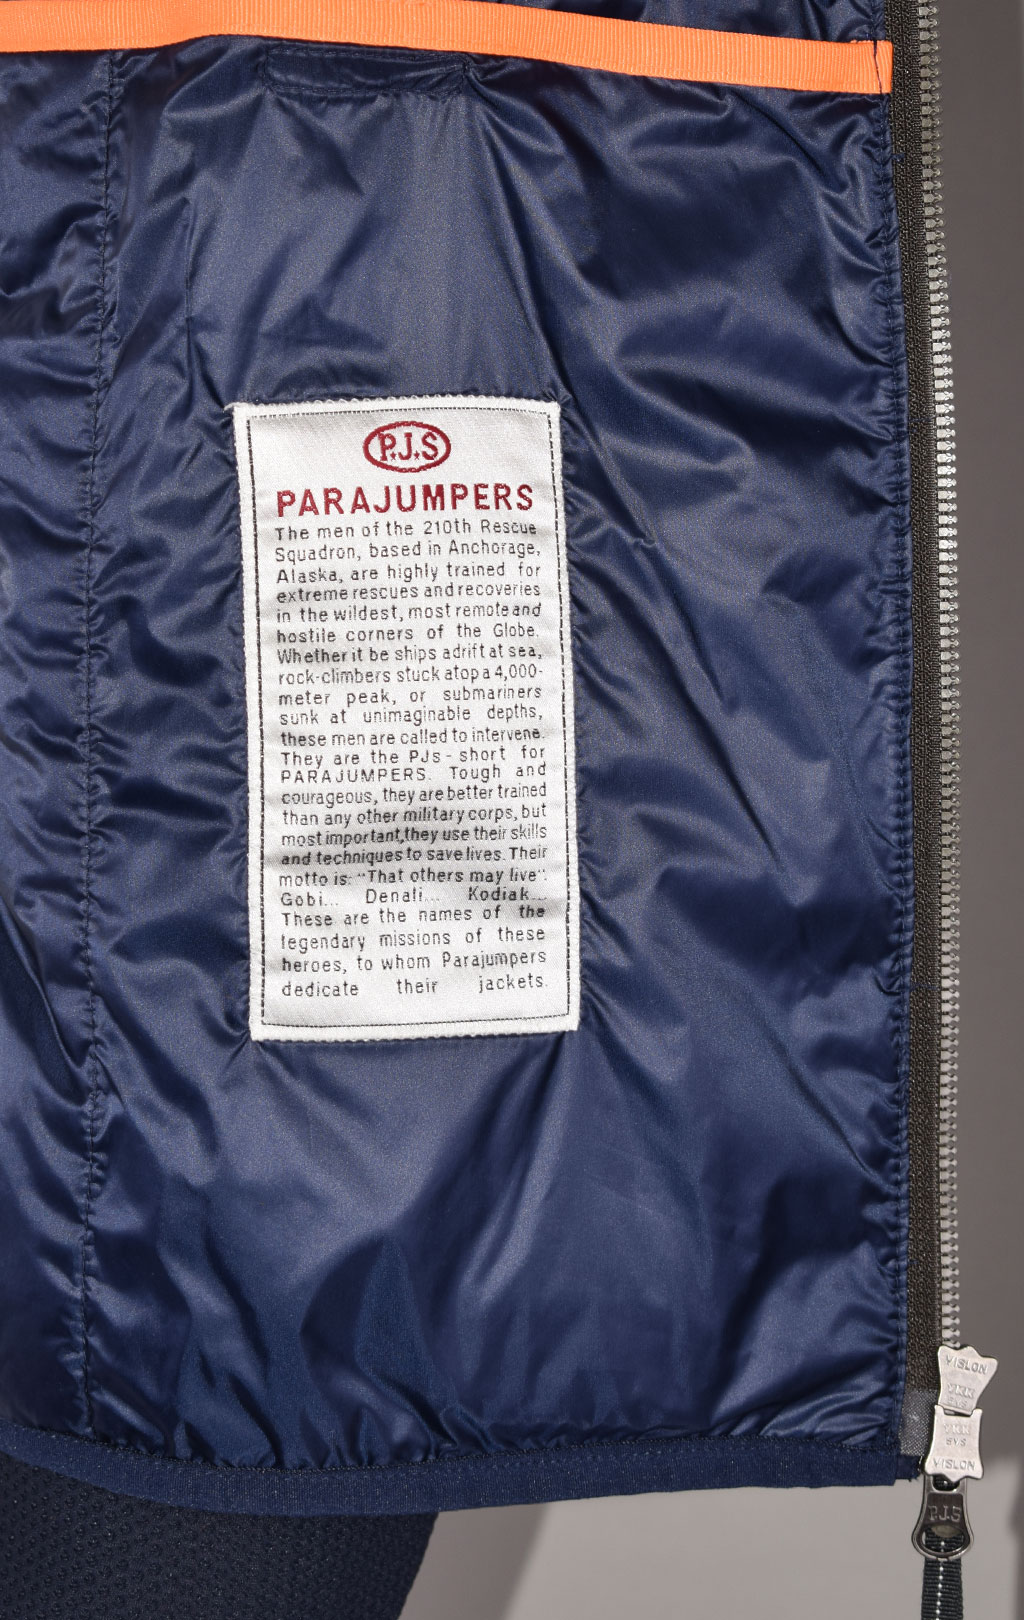 P.J.S
PARAJUMPERS
The men of the 210th Rescue
Squadron, based in Anchorage,
Alaska, are highly trained for
extreme rescues and recoveries
in the wildest, most remote and
hostile corners of the Globe.
Whether it be ships adrift at sea,
rock-climbers stuck atop a 4,000-
meter peak, or submariners
sunk at unimaginable depths,
these men are called to intervene.
They are the PJs - short for
PARAJUMPERS. Tough and
courageous, they are better trained
than any other military corps, but
most important,they use their skills
and techniques to save lives. Their
motto is: "That others may live".
Gobi... Denali... Kodiak...
These are the names of the
legendary missions of these
heroes, to whom Parajumpers
dedicate their jackets.
VISLON
YKK
EYS
YKK
EYS
VISLON
P.J.S